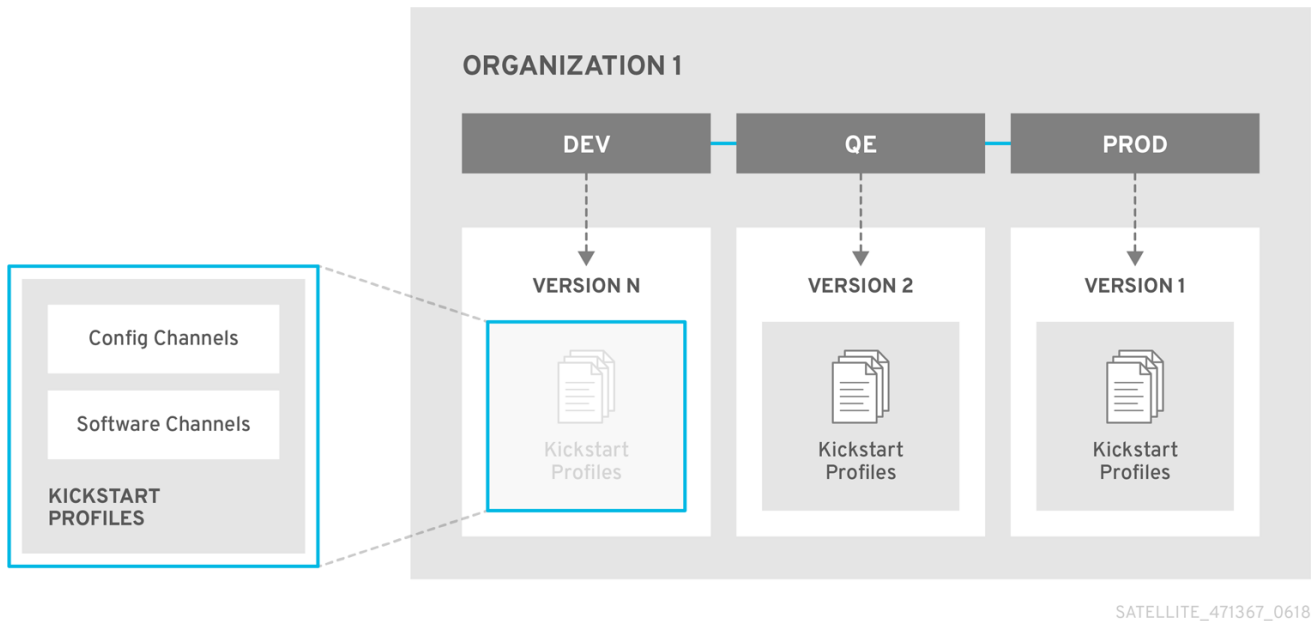 ORGANIZATION 1
DEV
QE
PROD
VERSION N
VERSION 2
VERSION 1
Config Channels
Software Channels
KICKSTART
PROFILES
Kickstart
Profiles
Kickstart
Profiles
Kickstart
Profiles
SATELLITE_471367_0618